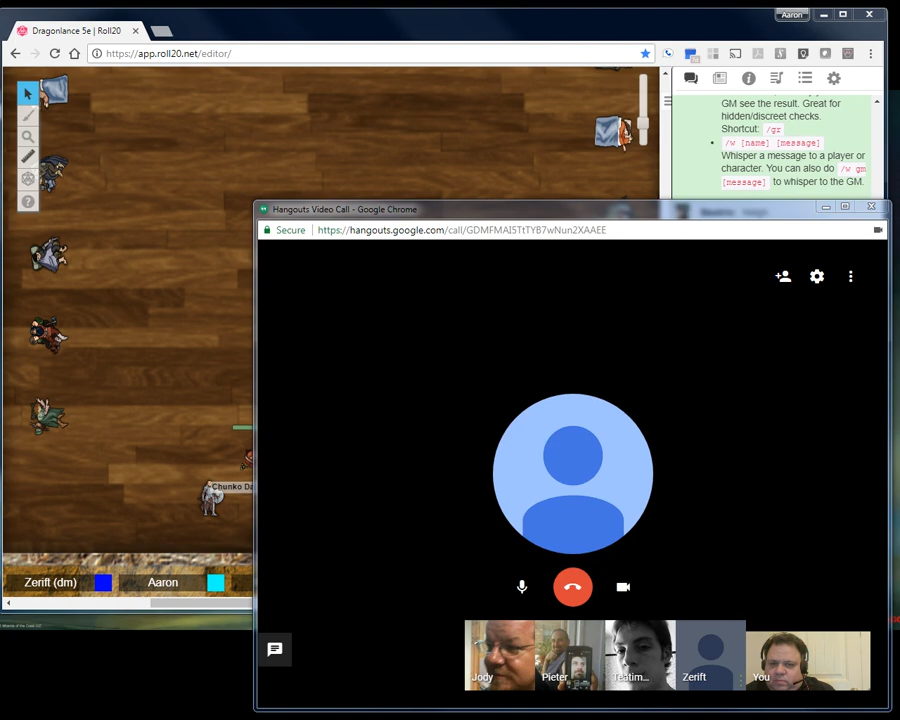 Aaron
Dragonlance 5e | Roll20
https://app.roll20.net/editor/
GM see the result. Great for
hidden/discreet checks.
Shortcut: /gr
/w [name] [message]
Whisper a message to a player or
character. You can also do /w gm
[message] to whisper to the GM.
Hangouts Video Call - Google Chrome
Secure
https://hangouts.google.com/call/GDMFMAI5TtTYB7wNun2XAAEE
Chunko Da
Zerift (dm)
Aaron
Jody
Pieter
Teatim...
Zerift
You